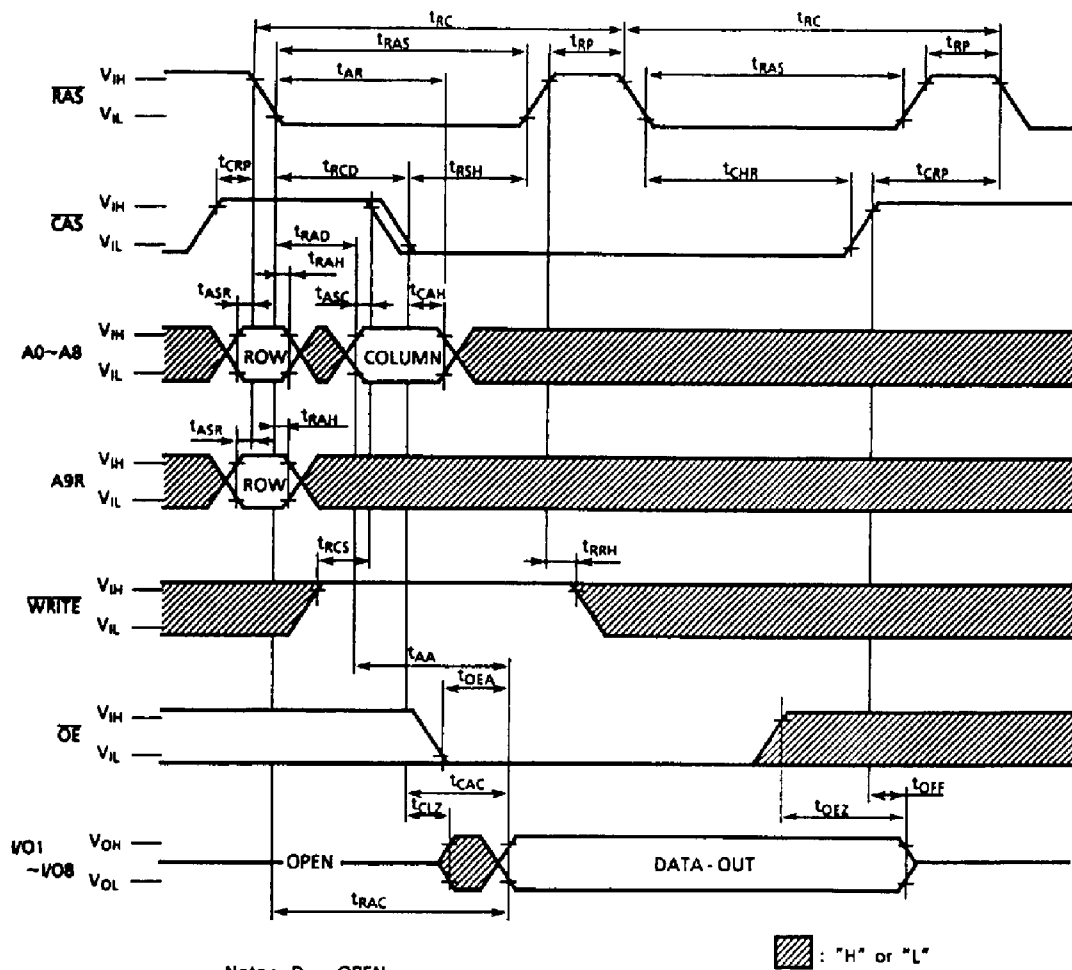 tRC tRC
tRAS tRP tRP
tAR tRAS
RAS VIH
VIL
tCRP tRCD tRSH tCHR tCRP
CAS VIH
VIL
tRAD
tRAH
tASR tASC tCAH
A0~A8 VIH
VIL
ROW COLUMN
tASR tRAH
A9R VIH
VIL
ROW
tRCS tRRH
WRITE VIH
VIL
tAA
tOEA
OE VIH
VIL
tCAC tOFF
tCLZ tOEZ
I/O1
~I/O8
VOH
VOL
OPEN DATA-OUT
tRAC
: "H" or "L"